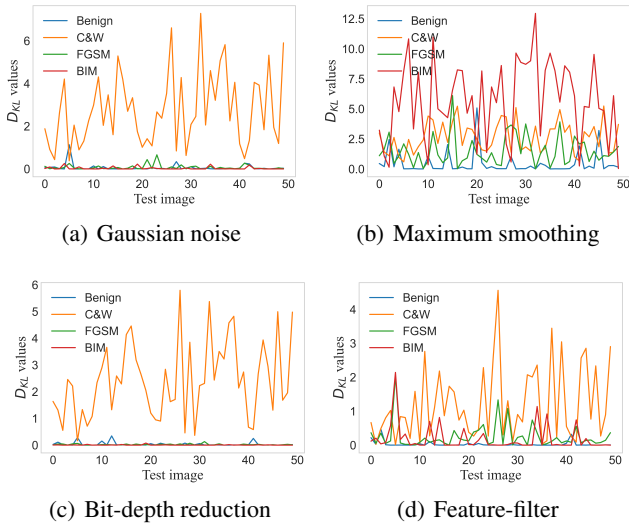 Benign
C&W
FGSM
BIM
D_KL values
6
4
2
0
0 10 20 30 40 50
Test image
(a) Gaussian noise
Benign
C&W
FGSM
BIM
D_KL values
12.5
10.0
7.5
5.0
2.5
0.0
0 10 20 30 40 50
Test image
(b) Maximum smoothing
Benign
C&W
FGSM
BIM
D_KL values
6
5
4
3
2
1
0
0 10 20 30 40 50
Test image
(c) Bit-depth reduction
Benign
C&W
FGSM
BIM
D_KL values
4
3
2
1
0
0 10 20 30 40 50
Test image
(d) Feature-filter